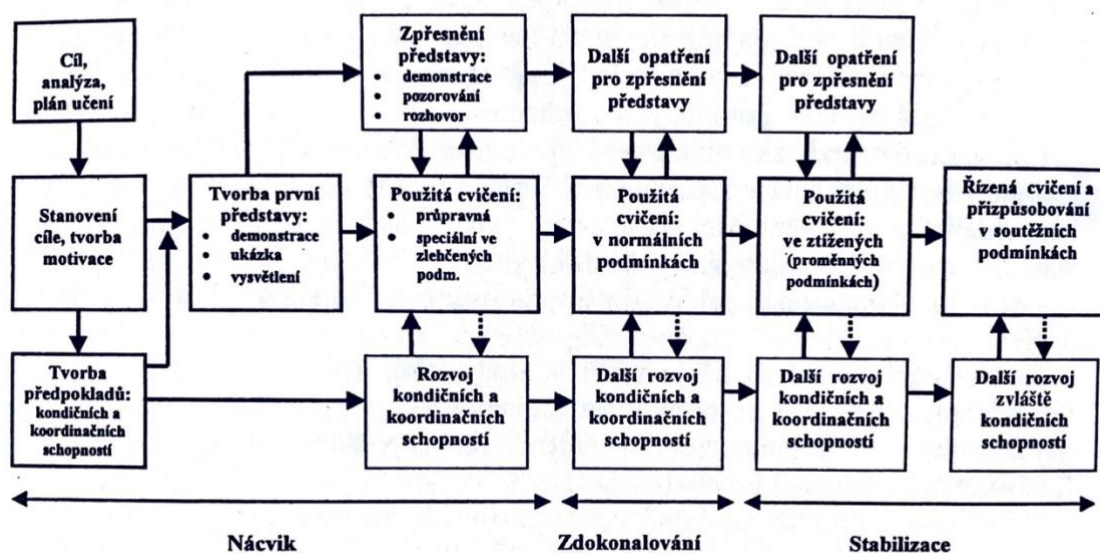 Cíl,
analýza,
plán učení
Zpřesnění
představy:
• demonstrace
• pozorování
• rozhovor
Další opatření
pro zpřesnění
představy
Další opatření
pro zpřesnění
představy
Stanovení
cíle, tvorba
motivace
Tvorba první
představy:
• demonstrace
• ukázka
• vysvětlení
Použitá cvičení:
• průpravná
• speciální ve
zlehčených
podm.
Použitá
cvičení:
v normálních
podmínkách
Použitá
cvičení:
ve ztížených
(proměnných
podmínkách)
Řízená cvičení a
přizpůsobování
v soutěžních
podmínkách
Tvorba
předpokladů:
kondičních a
koordinačních
schopností
Rozvoj
kondičních a
koordinačních
schopností
Další rozvoj
kondičních a
koordinačních
schopností
Další rozvoj
kondičních a
koordinačních
schopností
Další rozvoj
zvláště
kondičních
schopností
Nácvik
Zdokonalování
Stabilizace